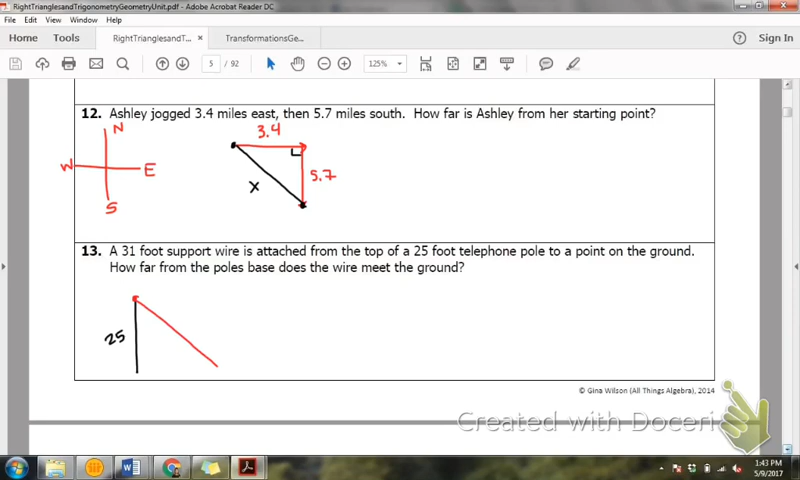 RightTrianglesandTrigonometryGeometryUnit.pdf - Adobe Acrobat Reader DC
File Edit View Window Help
Home Tools RightTrianglesandT... × TransformationsGe... Sign In
5 / 92 125%
12. Ashley jogged 3.4 miles east, then 5.7 miles south. How far is Ashley from her starting point?
N
W E
S
3.4
5.7
x
13. A 31 foot support wire is attached from the top of a 25 foot telephone pole to a point on the ground.
How far from the poles base does the wire meet the ground?
25
© Gina Wilson (All Things Algebra), 2014
Created with Doceri
1:43 PM
5/9/2017